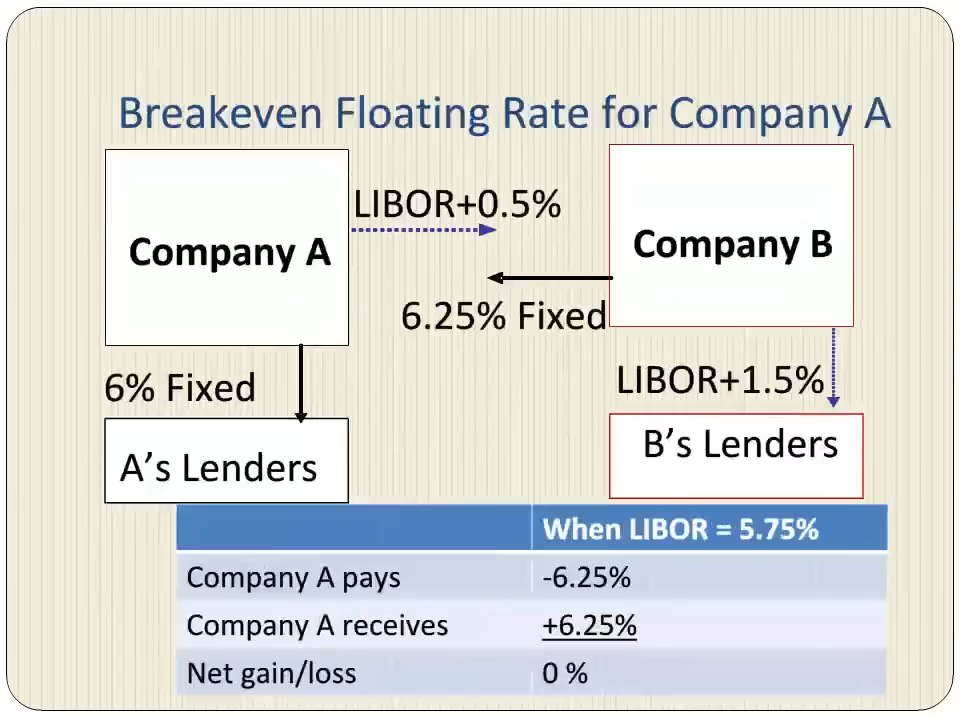 Breakeven Floating Rate for Company A
Company A
LIBOR+0.5%
Company B
6.25% Fixed
6% Fixed
LIBOR+1.5%
A’s Lenders
B’s Lenders
When LIBOR = 5.75%
Company A pays -6.25%
Company A receives +6.25%
Net gain/loss 0 %